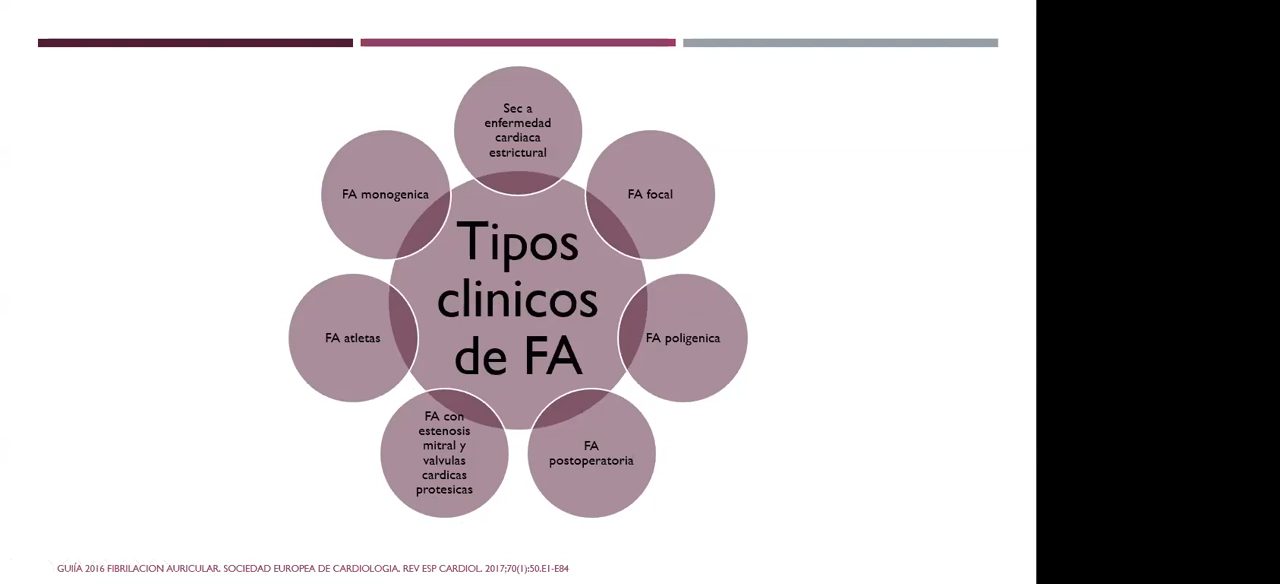 Sec a
enfermedad
cardiaca
estrictural
FA monogenica
FA focal
Tipos
clinicos
de FA
FA atletas
FA poligenica
FA con
estenosis
mitral y
valvulas
cardicas
protesicas
FA
postoperatoria
GUIÍA 2016 FIBRILACION AURICULAR. SOCIEDAD EUROPEA DE CARDIOLOGIA. REV ESP CARDIOL. 2017;70(1):50.E1-E84